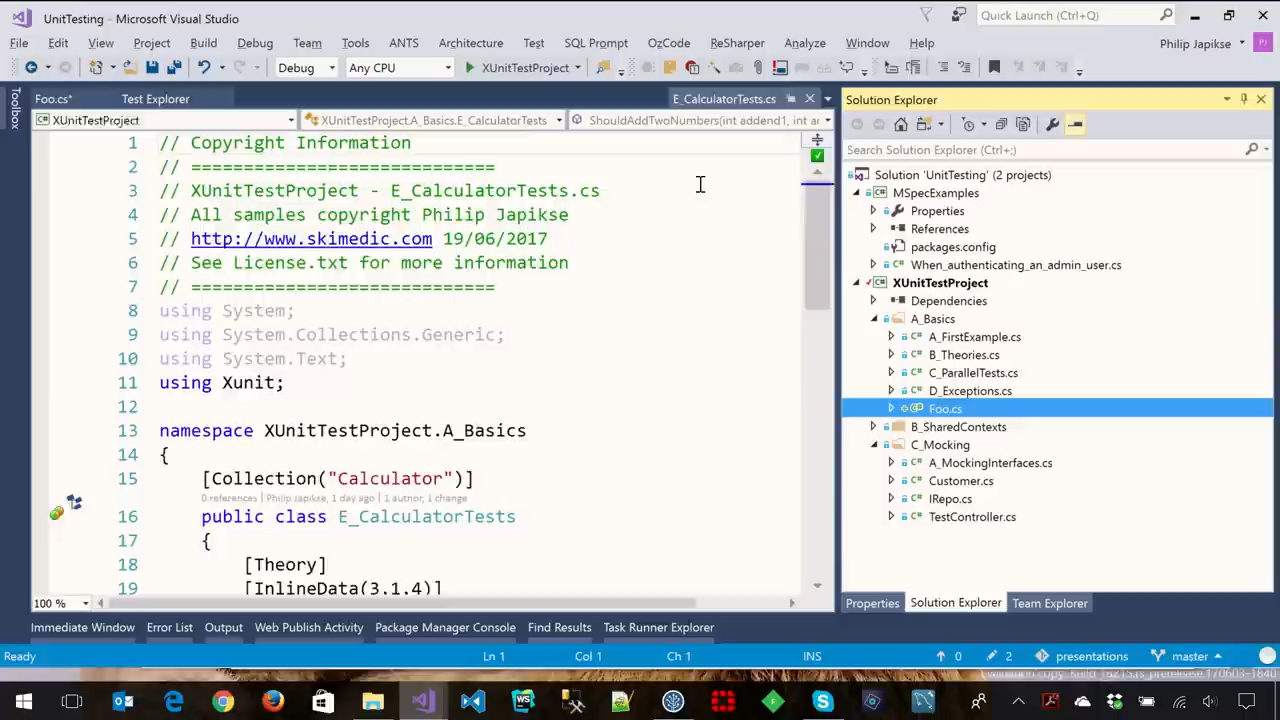 UnitTesting - Microsoft Visual Studio
Quick Launch (Ctrl+Q)
File Edit View Project Build Debug Team Tools ANTS Architecture Test SQL Prompt OzCode ReSharper Analyze Window Help
Philip Japikse
PJ
Debug Any CPU XUnitTestProject
Toolbox
Foo.cs* Test Explorer E_CalculatorTests.cs
XUnitTestProject XUnitTestProject.A_Basics.E_CalculatorTests ShouldAddTwoNumbers(int addend1, int ac
1 // Copyright Information
2 // =============================
3 // XUnitTestProject - E_CalculatorTests.cs
4 // All samples copyright Philip Japikse
5 // http://www.skimedic.com 19/06/2017
6 // See License.txt for more information
7 // =============================
8 using System;
9 using System.Collections.Generic;
10 using System.Text;
11 using Xunit;
12
13 namespace XUnitTestProject.A_Basics
14 {
15 [Collection("Calculator")]
0 references | Philip Japikse, 1 day ago | 1 author, 1 change
16 public class E_CalculatorTests
17 {
18 [Theory]
19 [InlineData(3,1,4)]
100 %
Solution Explorer
Search Solution Explorer (Ctrl+;)
Solution 'UnitTesting' (2 projects)
MSpecExamples
Properties
References
packages.config
When_authenticating_an_admin_user.cs
XUnitTestProject
Dependencies
A_Basics
A_FirstExample.cs
B_Theories.cs
C_ParallelTests.cs
D_Exceptions.cs
Foo.cs
B_SharedContexts
C_Mocking
A_MockingInterfaces.cs
Customer.cs
IRepo.cs
TestController.cs
Properties Solution Explorer Team Explorer
Immediate Window Error List Output Web Publish Activity Package Manager Console Find Results Task Runner Explorer
Ready Ln 1 Col 1 Ch 1 INS 0 2 presentations master